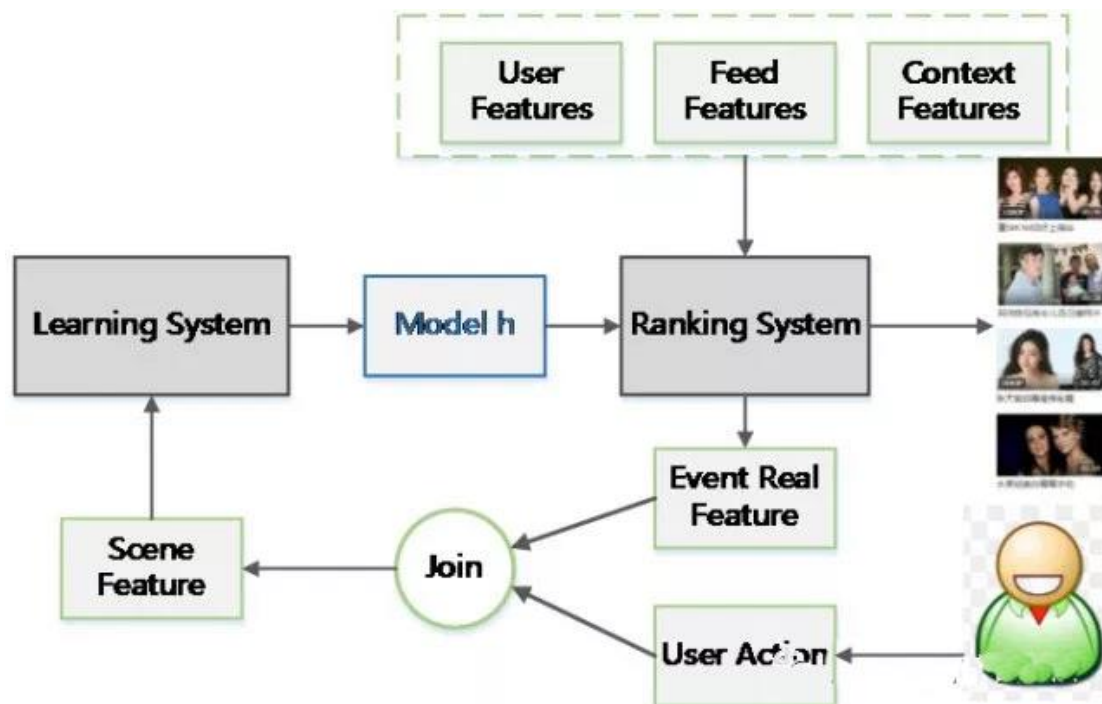 User
Features
Feed
Features
Context
Features
Learning System
Model h
Ranking System
Event Real
Feature
Scene
Feature
Join
User Action